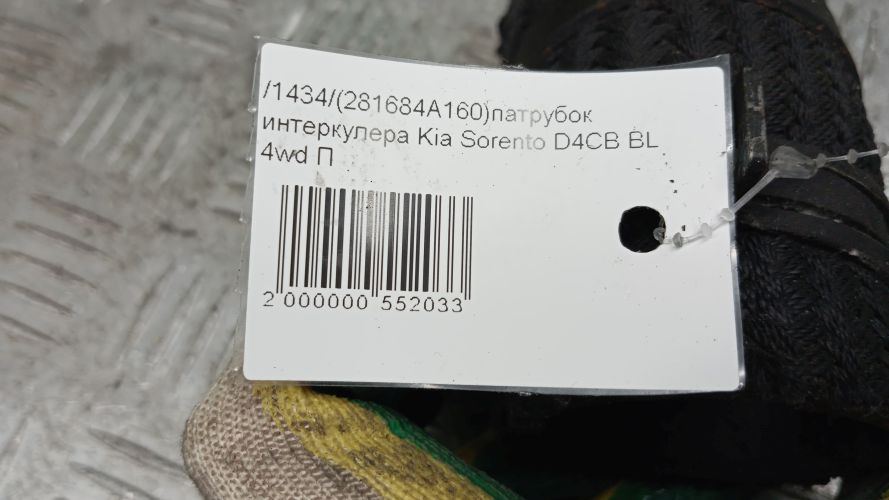 /1434/(281684A160)патрубок
интеркулера Kia Sorento D4CB BL
4wd П
2 000000 552033